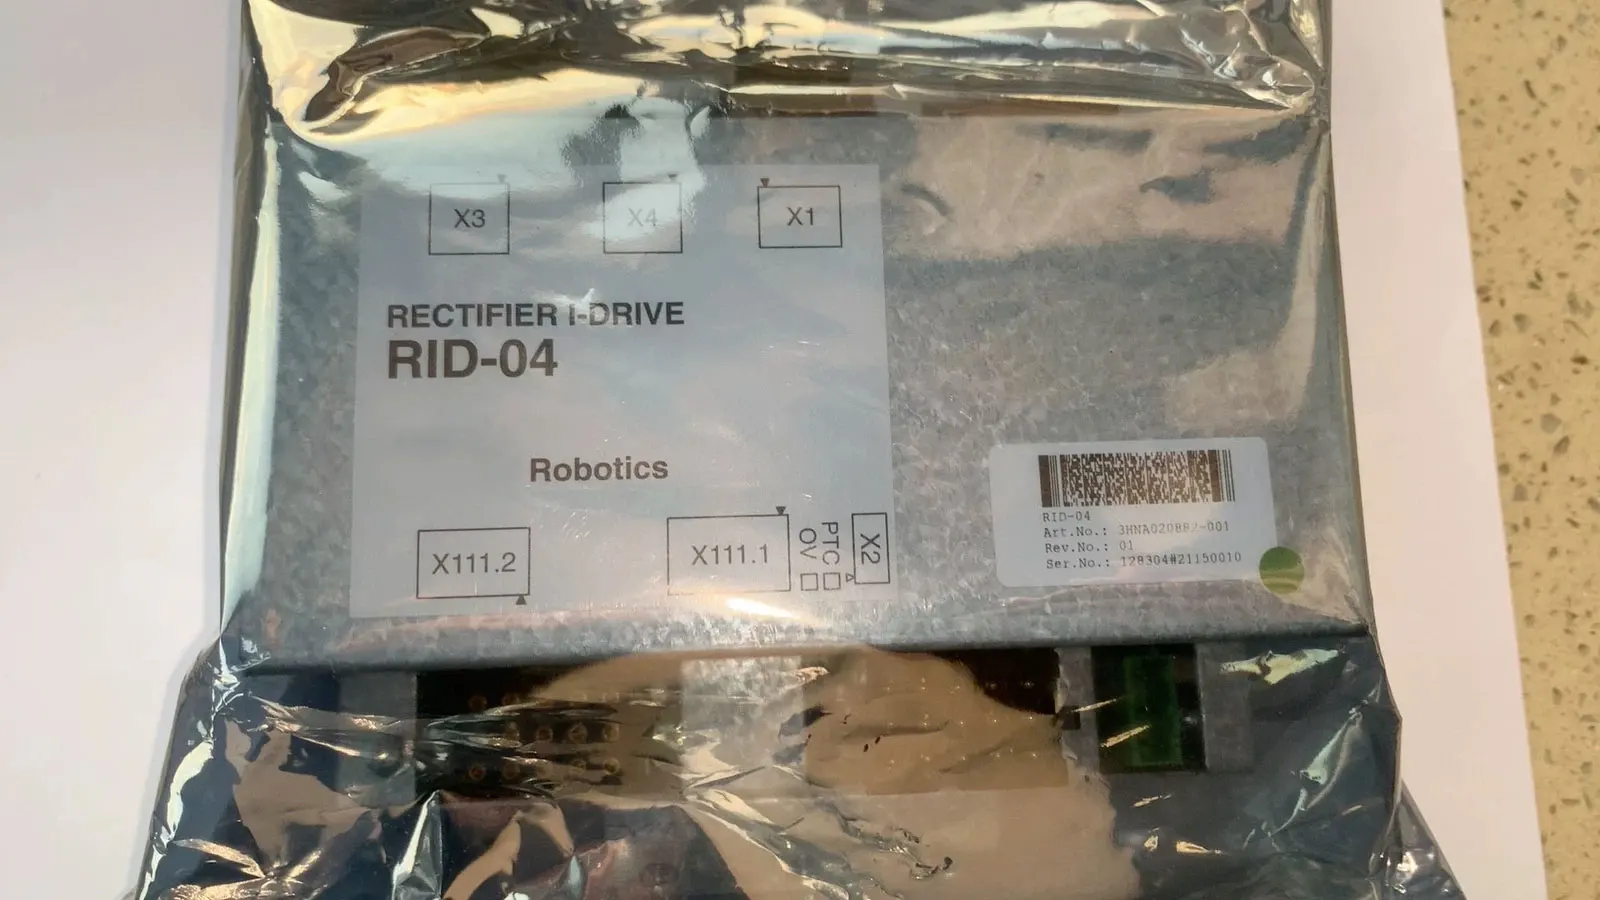 X3 X4 X1
RECTIFIER I-DRIVE
RID-04
Robotics
X111.2 X111.1 OV PTC X2
RID-04
Art.No.: 3HNA020882-001
Rev.No.: 01
Ser.No.: 128304#21150010